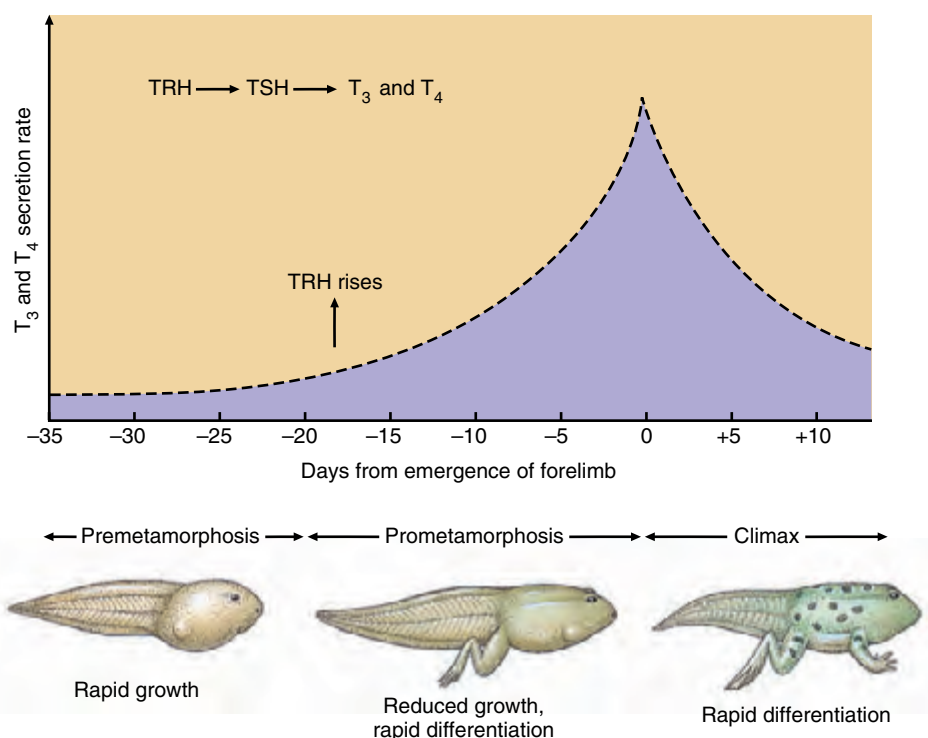 TRH → TSH → T₃ and T₄
T₃ and T₄ secretion rate
TRH rises
–35 –30 –25 –20 –15 –10 –5 0 +5 +10
Days from emergence of forelimb
Premetamorphosis Prometamorphosis Climax
Rapid growth
Reduced growth,
rapid differentiation
Rapid differentiation